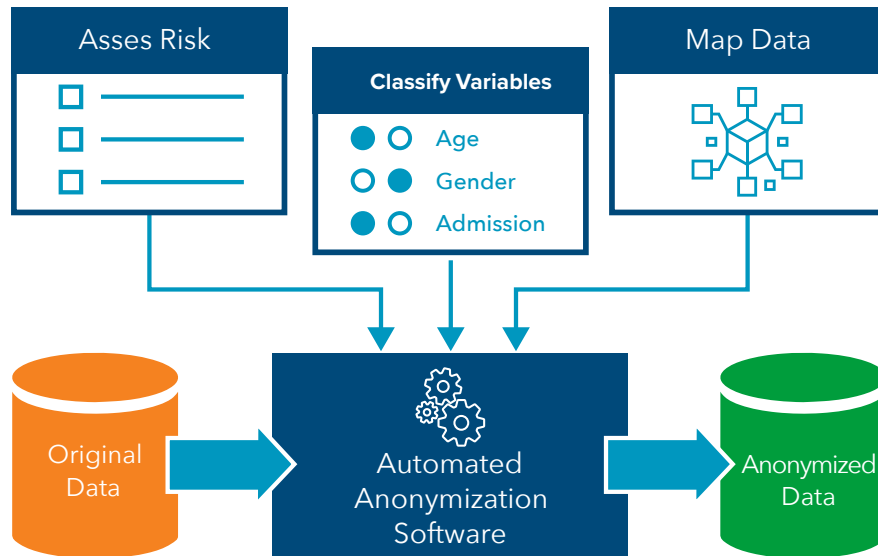 Asses Risk
Classify Variables
Age
Gender
Admission
Map Data
Original
Data
Automated
Anonymization
Software
Anonymized
Data